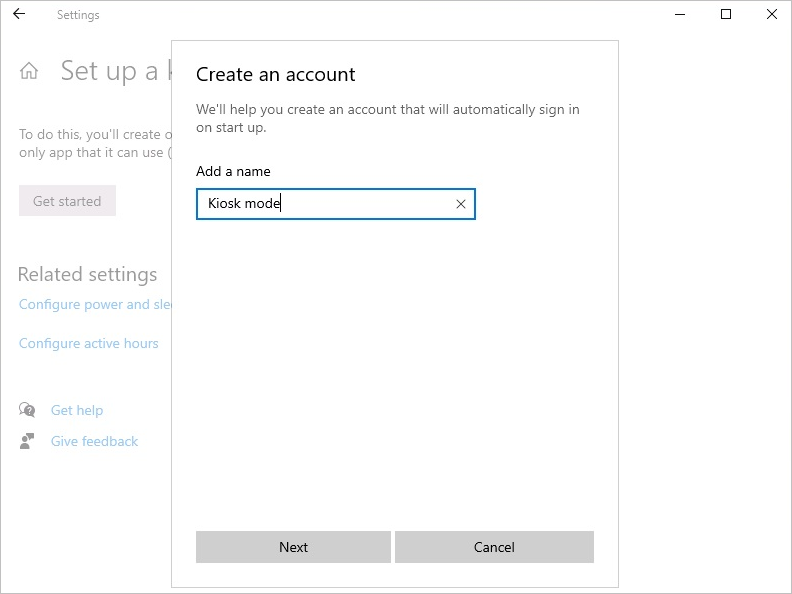 Settings
Set up a k
To do this, you'll create o
only app that it can use (
Get started
Related settings
Configure power and slee
Configure active hours
Get help
Give feedback
Create an account
We'll help you create an account that will automatically sign in
on start up.
Add a name
Kiosk mode
Next
Cancel